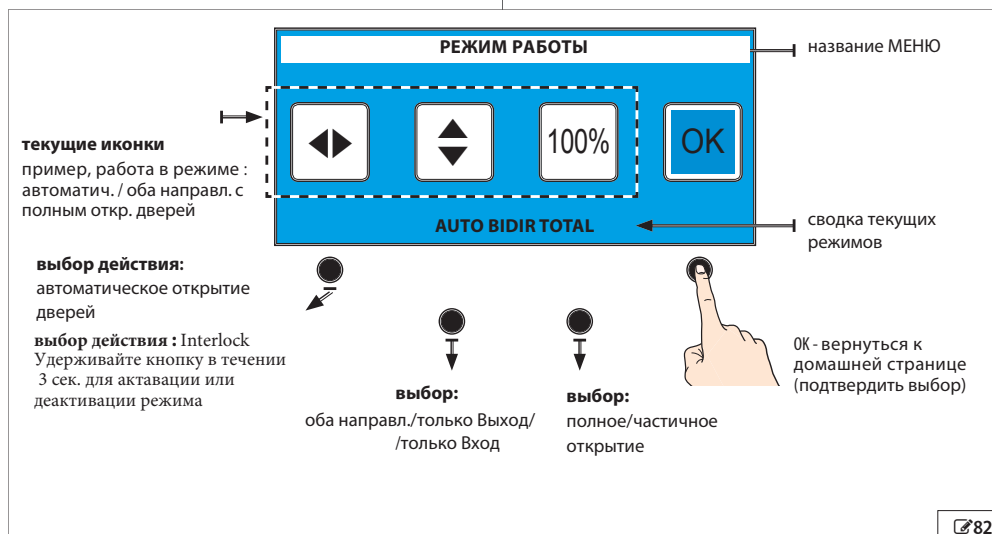 РЕЖИМ РАБОТЫ
название МЕНЮ
100%
OK
текущие иконки
пример, работа в режиме :
автоматич. / оба направл. с
полным откр. дверей
AUTO BIDIR TOTAL
сводка текущих
режимов
выбор действия:
автоматическое открытие
дверей
выбор действия : Interlock
Удерживайте кнопку в течении
3 сек. для актавации или
деактивации режима
выбор:
оба направл./только Выход/
/только Вход
выбор:
полное/частичное
открытие
OK - вернуться к
домашней странице
(подтвердить выбор)
82